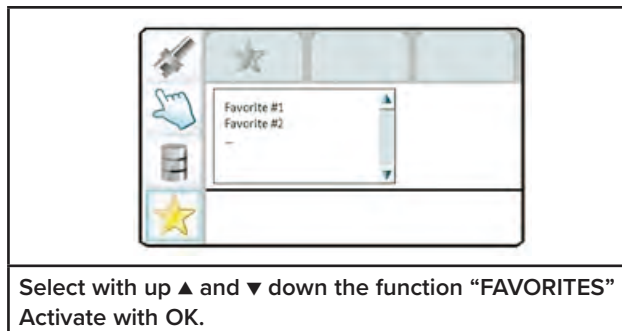 Favorite #1
Favorite #2
...
Select with up ▲ and ▼ down the function “FAVORITES”
Activate with OK.